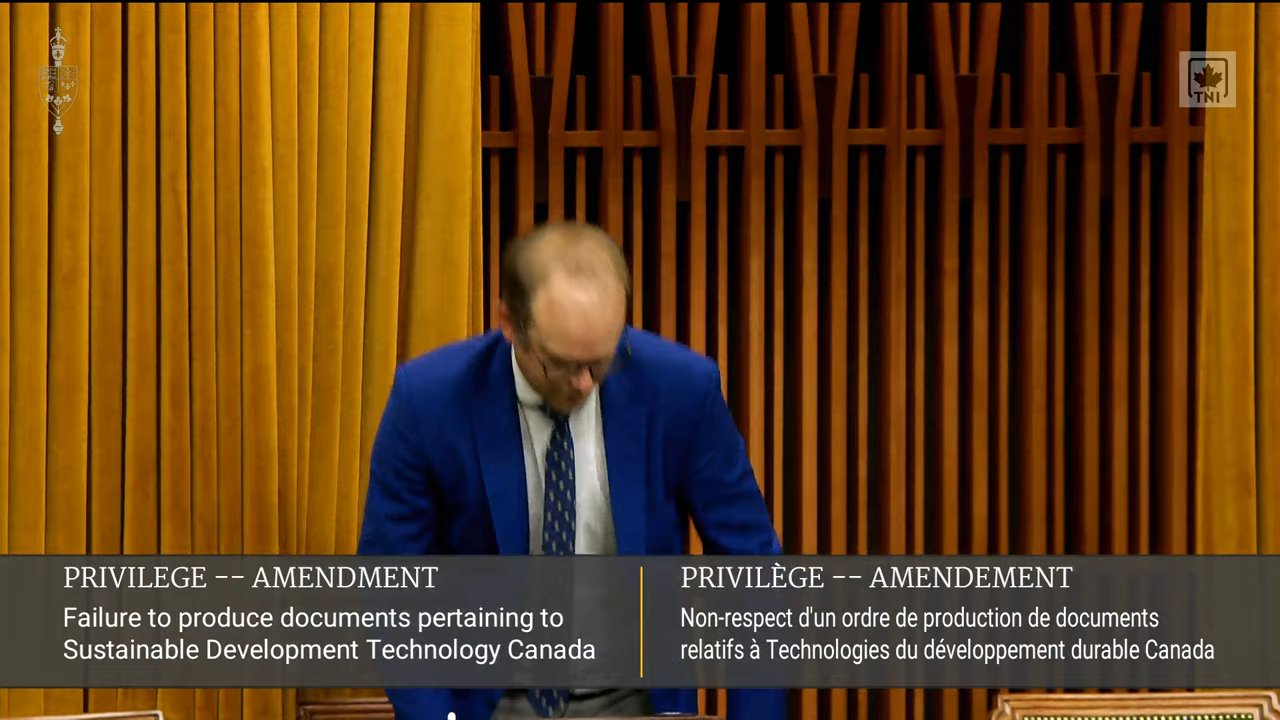 TNI
PRIVILEGE -- AMENDMENT
Failure to produce documents pertaining to
Sustainable Development Technology Canada
PRIVILÈGE -- AMENDEMENT
Non-respect d'un ordre de production de documents
relatifs à Technologies du développement durable Canada